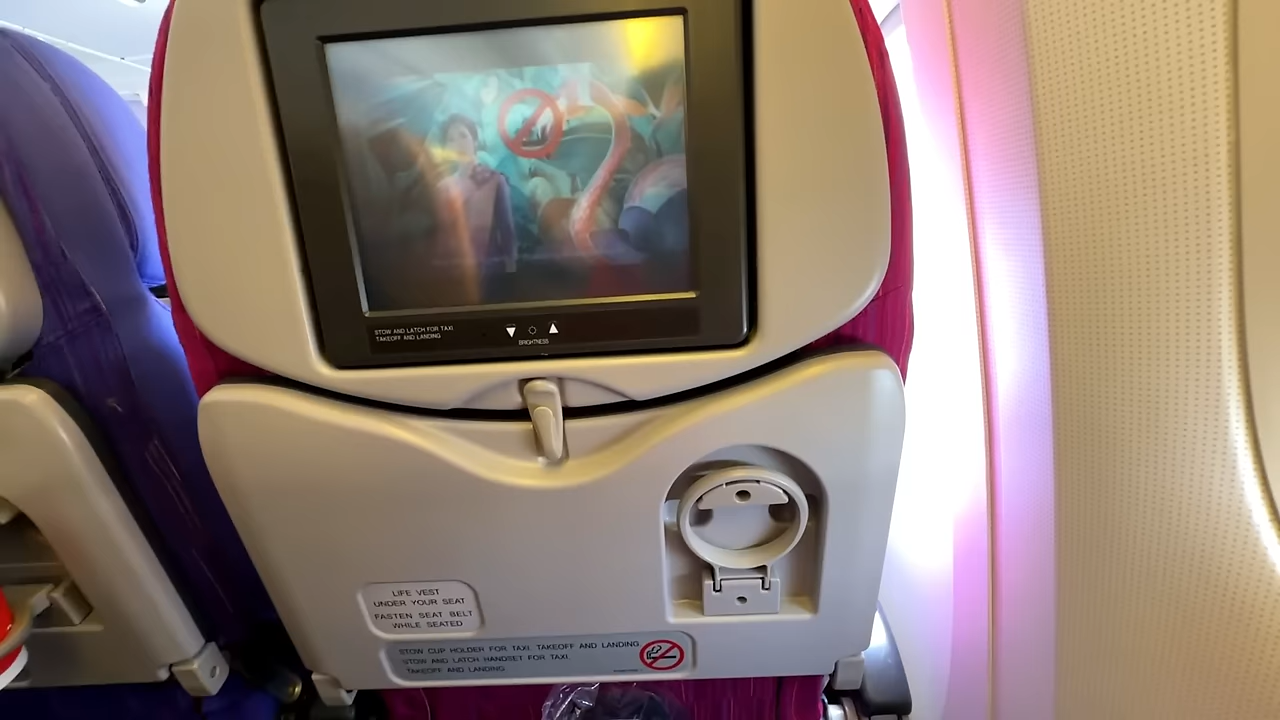 STOW AND LATCH FOR TAXI
TAKEOFF AND LANDING
BRIGHTNESS
LIFE VEST
UNDER YOUR SEAT
FASTEN SEAT BELT
WHILE SEATED
STOW CUP HOLDER FOR TAXI, TAKEOFF AND LANDING.
STOW AND LATCH HANDSET FOR TAXI,
TAKEOFF AND LANDING.